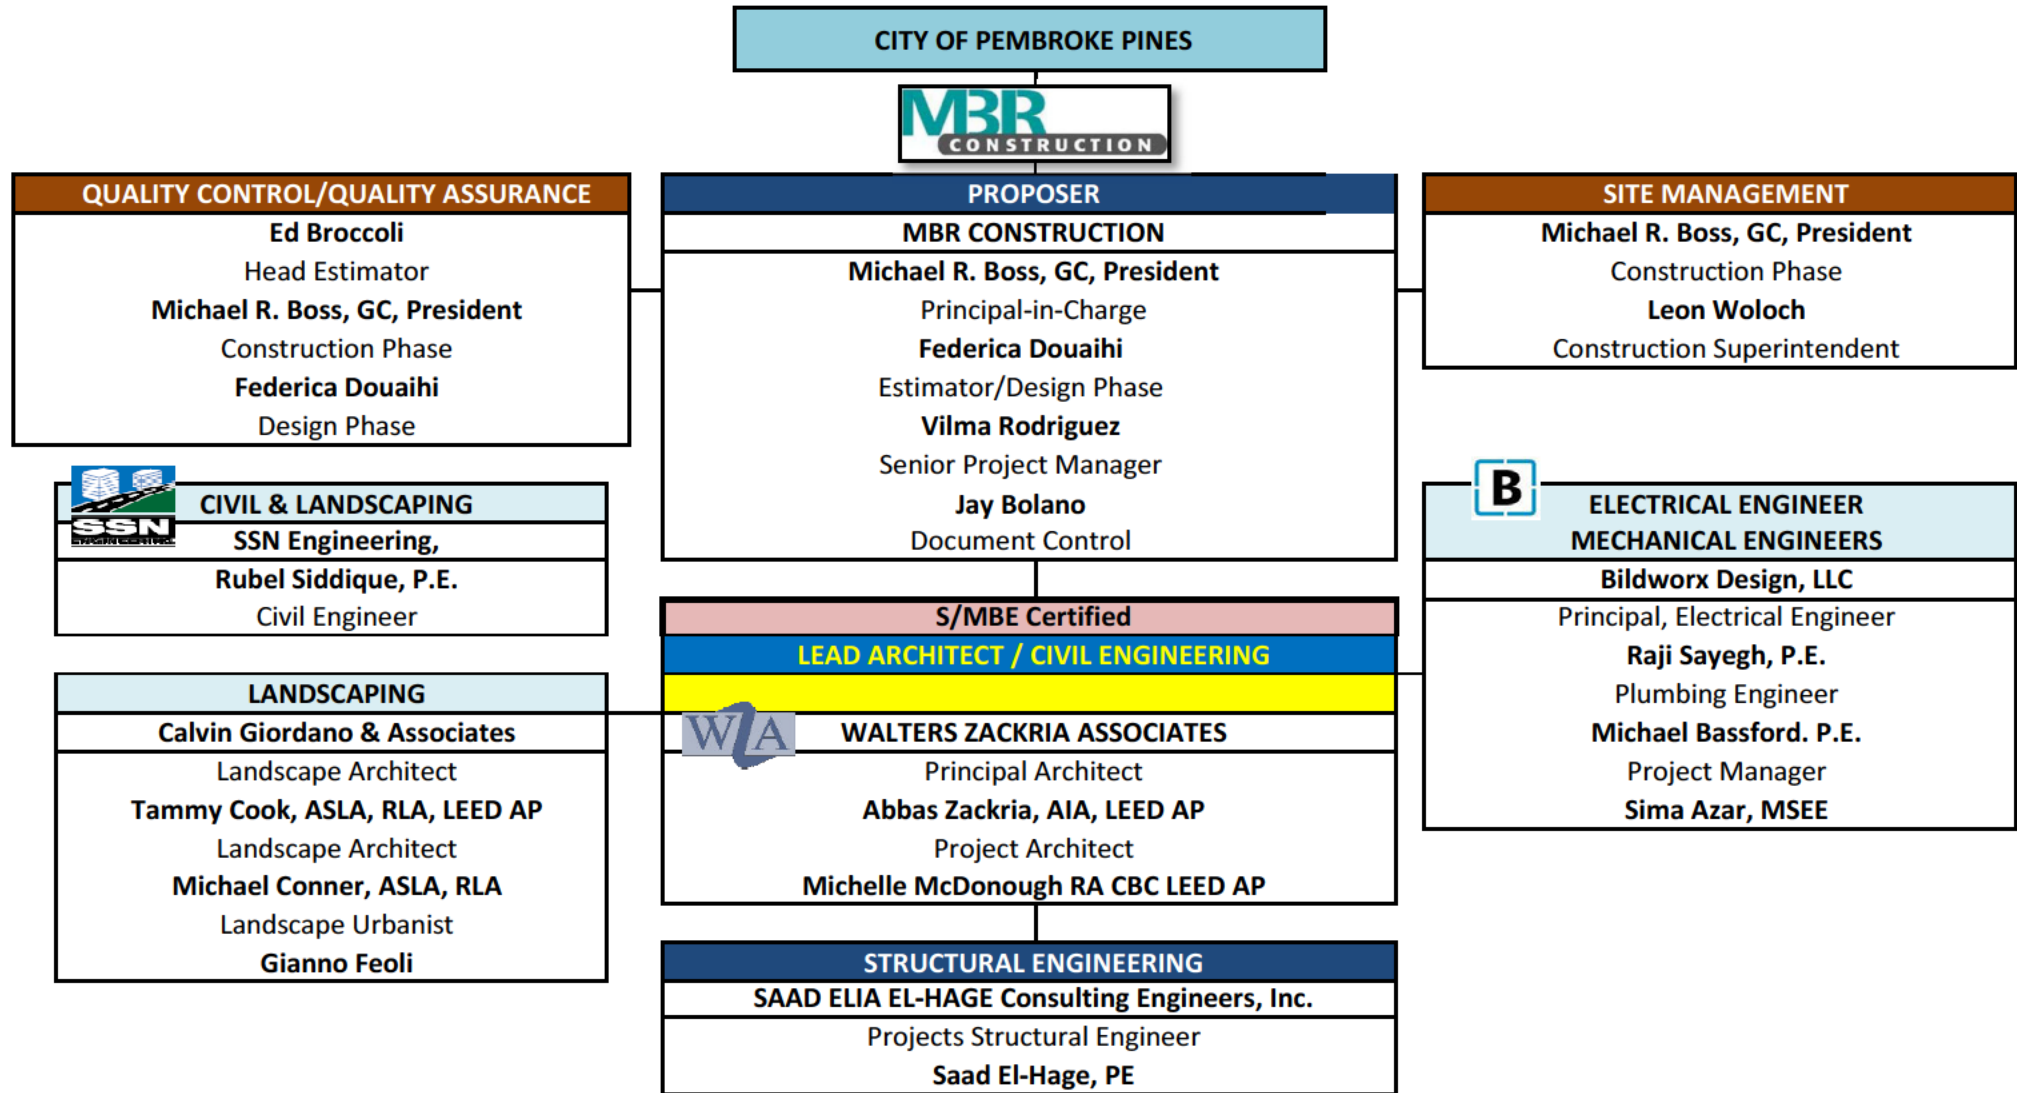 CITY OF PEMBROKE PINES
MBR
CONSTRUCTION
QUALITY CONTROL/QUALITY ASSURANCE
Ed Broccoli
Head Estimator
Michael R. Boss, GC, President
Construction Phase
Federica Douaihi
Design Phase
PROPOSER
MBR CONSTRUCTION
Michael R. Boss, GC, President
Principal-in-Charge
Federica Douaihi
Estimator/Design Phase
Vilma Rodriguez
Senior Project Manager
Jay Bolano
Document Control
SITE MANAGEMENT
Michael R. Boss, GC, President
Construction Phase
Leon Woloch
Construction Superintendent
SSN
ENGINEERING
CIVIL & LANDSCAPING
SSN Engineering,
Rubel Siddique, P.E.
Civil Engineer
LANDSCAPING
Calvin Giordano & Associates
Landscape Architect
Tammy Cook, ASLA, RLA, LEED AP
Landscape Architect
Michael Conner, ASLA, RLA
Landscape Urbanist
Gianno Feoli
S/MBE Certified
LEAD ARCHITECT / CIVIL ENGINEERING
WZA
WALTERS ZACKRIA ASSOCIATES
Principal Architect
Abbas Zackria, AIA, LEED AP
Project Architect
Michelle McDonough RA CBC LEED AP
B
ELECTRICAL ENGINEER
MECHANICAL ENGINEERS
Bildworx Design, LLC
Principal, Electrical Engineer
Raji Sayegh, P.E.
Plumbing Engineer
Michael Bassford. P.E.
Project Manager
Sima Azar, MSEE
STRUCTURAL ENGINEERING
SAAD ELIA EL-HAGE Consulting Engineers, Inc.
Projects Structural Engineer
Saad El-Hage, PE